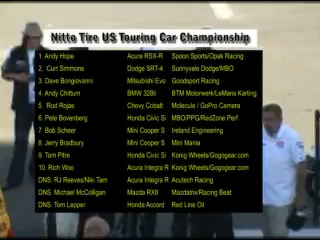 Nitto Tire US Touring Car Championship
1. Andy Hope Acura RSX-R Spoon Sports/Opak Racing
2. Curt Simmons Dodge SRT-4 Sunnyvale Dodge/MBO
3. Dave Bongiovanni Mitsubishi Evo Goodsport Racing
4. Andy Chittum BMW 328i BTM Motorwerk/LeMans Karting
5. Rod Rojas Chevy Cobalt Molecule / GoPro Camera
6. Pete Bovenberg Honda Civic Si MBO/PPG/RedZone Perf
7. Bob Scheer Mini Cooper S Ireland Engineering
8. Jerry Bradbury Mini Cooper S Mini Mania
9. Tom Pitre Honda Civic Si Konig Wheels/Gogogear.com
10. Rich Woo Acura Integra R Konig Wheels/Gogogear.com
DNS. RJ Reeves/Niki Tam Acura Integra R Acutech Racing
DNS. Michael McColligan Mazda RX8 Mazdatrix/Racing Beat
DNS. Tom Lepper Honda Accord Red Line Oil